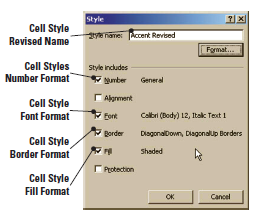 Style
Cell Style
Revised Name
Style name: Accent Revised
Format...
Cell Styles
Number Format
Style includes
Number General
Alignment
Cell Style
Font Format
Font Calibri (Body) 12, Italic Text 1
Cell Style
Border Format
Border DiagonalDown, DiagonalUp Borders
Fill Shaded
Cell Style
Fill Format
Protection
OK Cancel